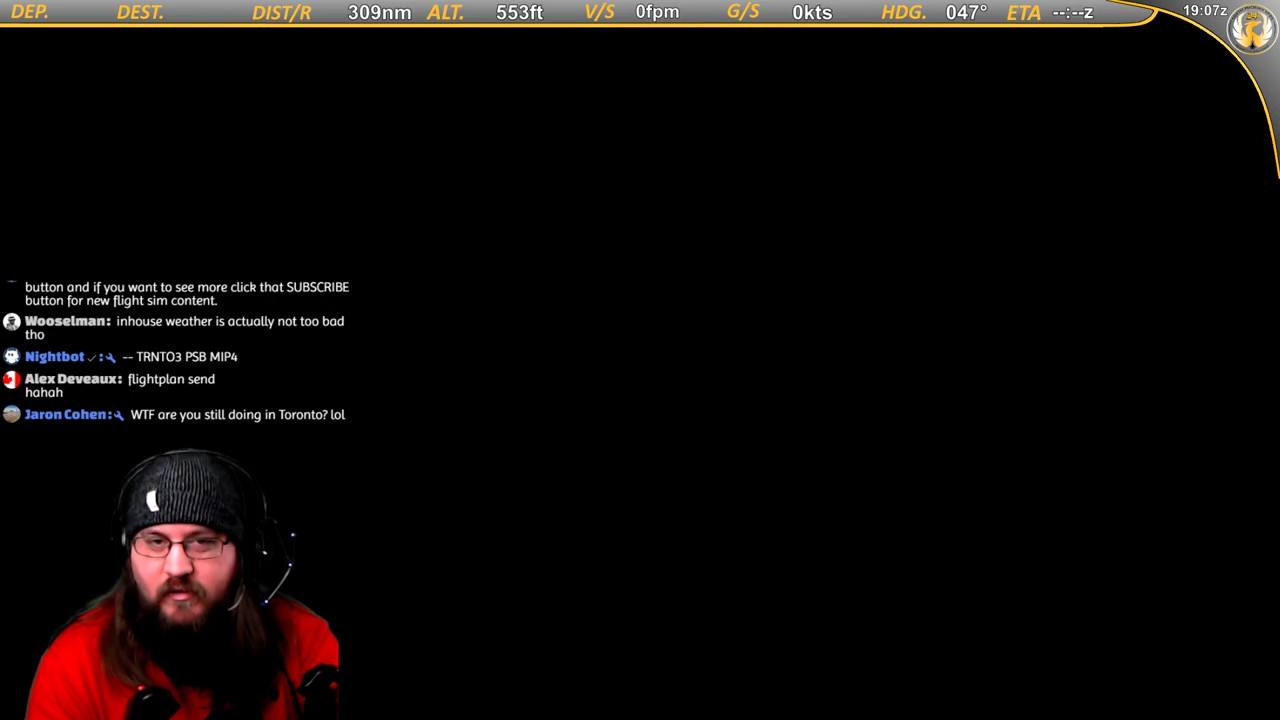 DEP. DEST. DIST/R 309nm ALT. 553ft V/S 0fpm G/S 0kts HDG. 047° ETA --:--z 19:07z
button and if you want to see more click that SUBSCRIBE
button for new flight sim content.
Wooselman: inhouse weather is actually not too bad
tho
Nightbot ✓: -- TRNTO3 PSB MIP4
Alex Deveaux: flightplan send
hahah
Jaron Cohen: WTF are you still doing in Toronto? lol